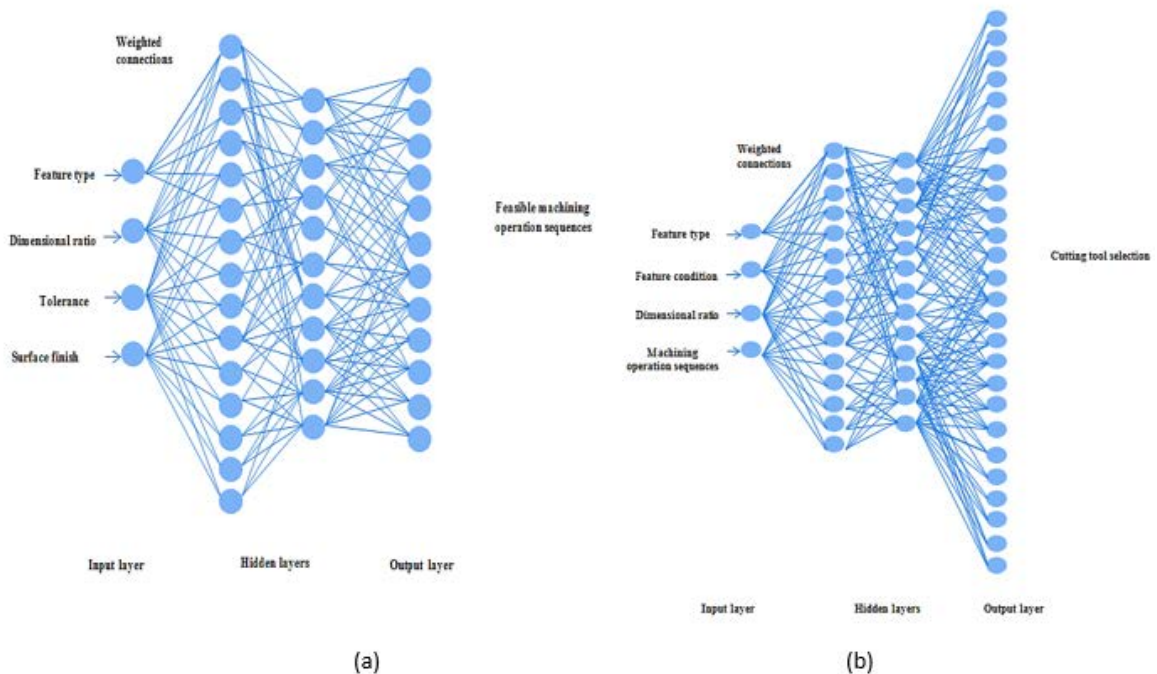 Weighted
connections
Feature type
Dimensional ratio
Tolerance
Surface finish
Feasible machining
operation sequences
Input layer
Hidden layers
Output layer
(a)
Weighted
connections
Feature type
Feature condition
Dimensional ratio
Machining
operation sequences
Cutting tool selection
Input layer
Hidden layers
Output layer
(b)